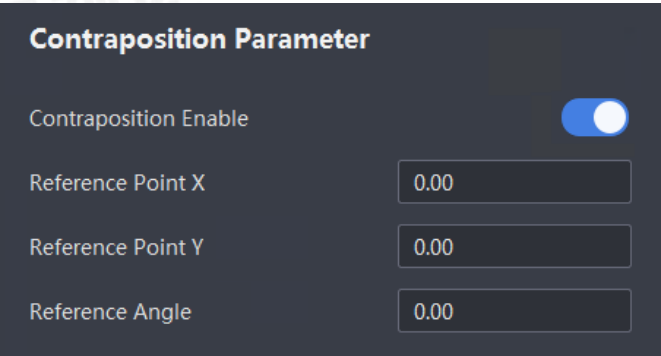 Contraposition Parameter
Contraposition Enable
Reference Point X 0.00
Reference Point Y 0.00
Reference Angle 0.00